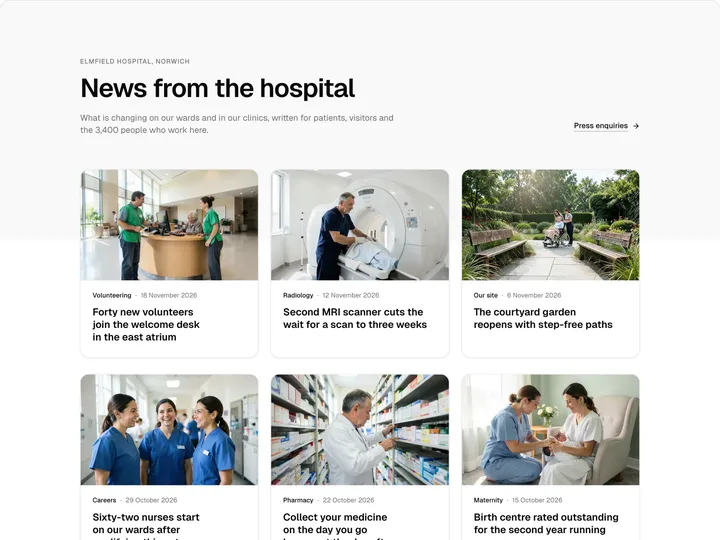 ELMFIELD HOSPITAL, NORWICH
News from the hospital
What is changing on our wards and in our clinics, written for patients, visitors and
the 3,400 people who work here.
Press enquiries →
Volunteering · 18 November 2026
Forty new volunteers
join the welcome desk
in the east atrium
Radiology · 12 November 2026
Second MRI scanner cuts the
wait for a scan to three weeks
Our site · 6 November 2026
The courtyard garden
reopens with step-free paths
Careers · 29 October 2026
Sixty-two nurses start
on our wards after
Pharmacy · 22 October 2026
Collect your medicine
on the day you go
Maternity · 15 October 2026
Birth centre rated outstanding
for the second year running